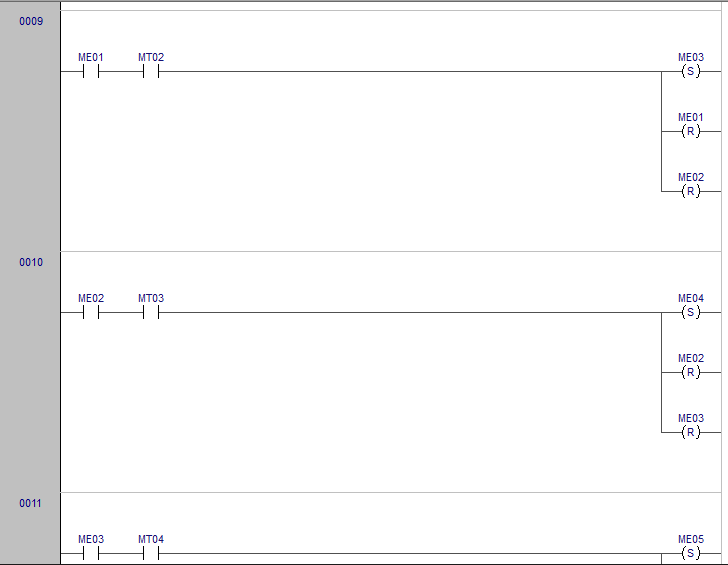 0009
ME01 MT02 ME03
S
ME01
R
ME02
R
0010
ME02 MT03 ME04
S
ME02
R
ME03
R
0011
ME03 MT04 ME05
S